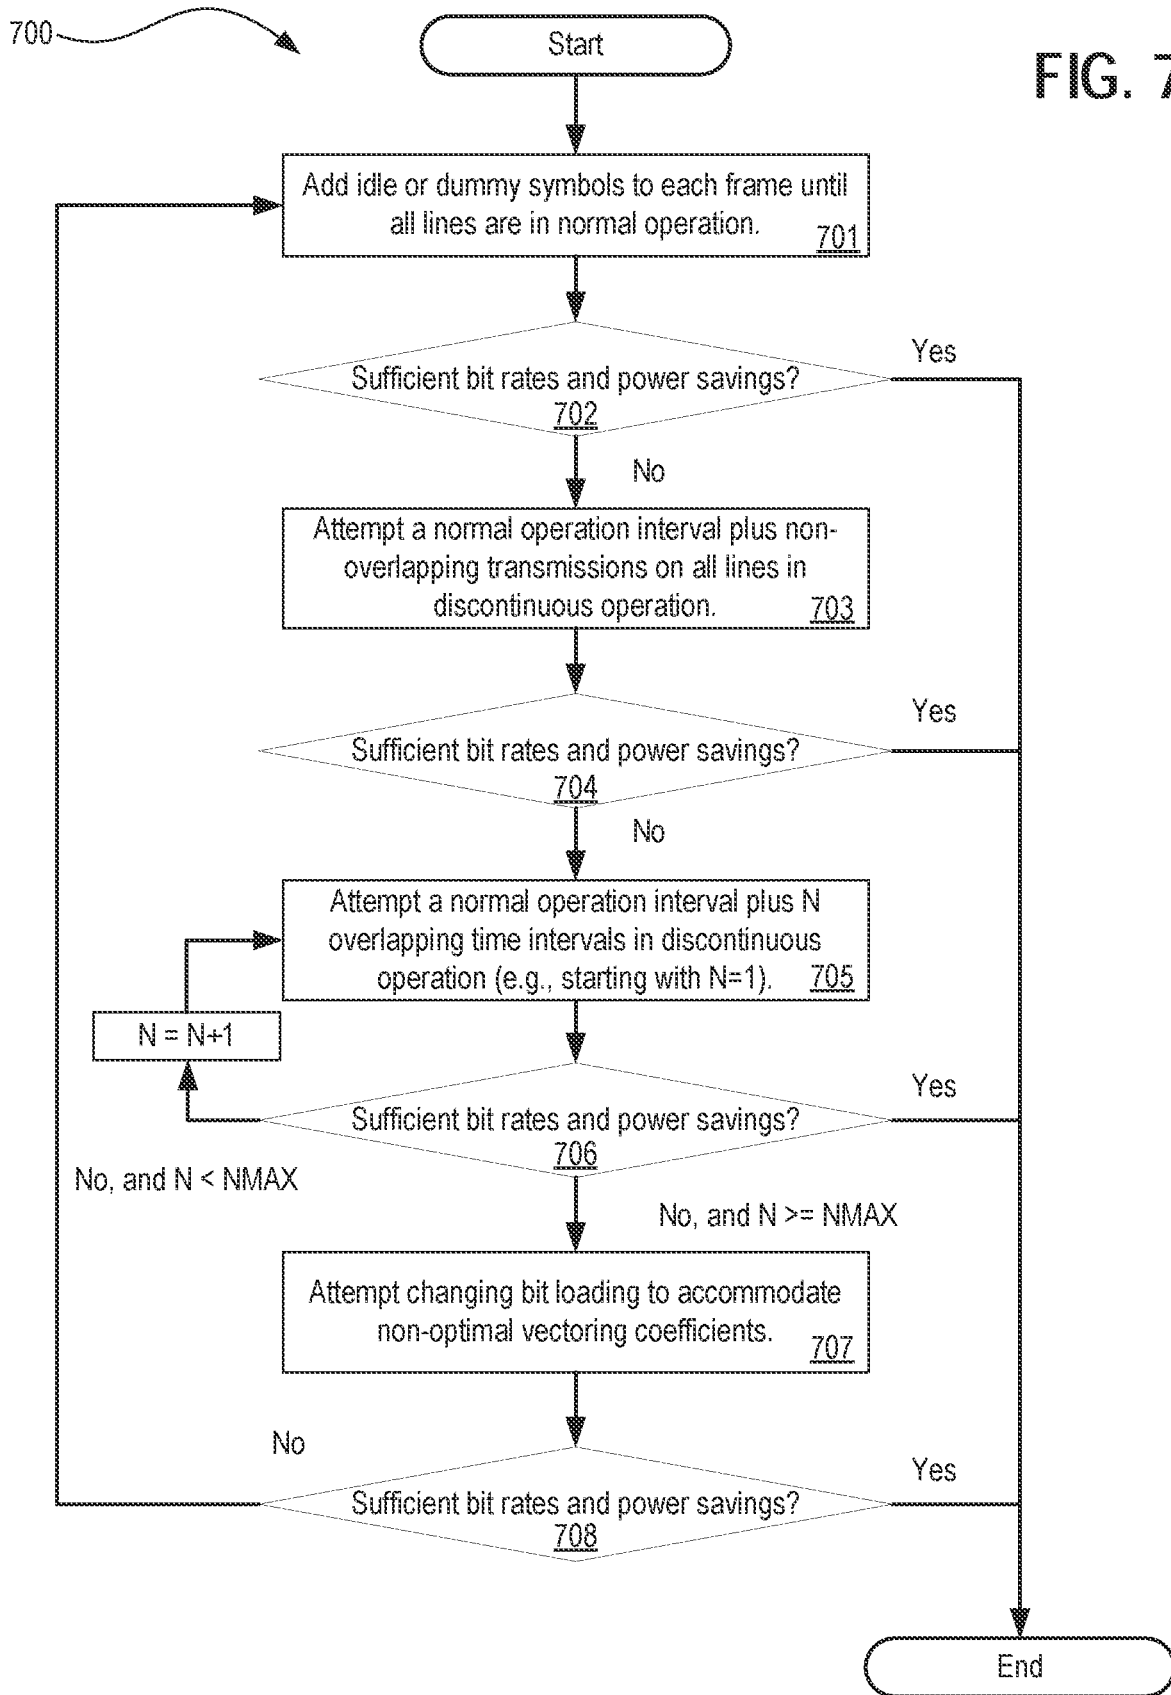 700
Start
FIG. 7
Add idle or dummy symbols to each frame until
all lines are in normal operation.
701
Yes
Sufficient bit rates and power savings?
702
No
Attempt a normal operation interval plus non-
overlapping transmissions on all lines in
discontinuous operation.
703
Yes
Sufficient bit rates and power savings?
704
No
Attempt a normal operation interval plus N
overlapping time intervals in discontinuous
operation (e.g., starting with N=1).
705
N = N+1
Yes
Sufficient bit rates and power savings?
706
No, and N < NMAX
No, and N >= NMAX
Attempt changing bit loading to accommodate
non-optimal vectoring coefficients.
707
No
Yes
Sufficient bit rates and power savings?
708
End